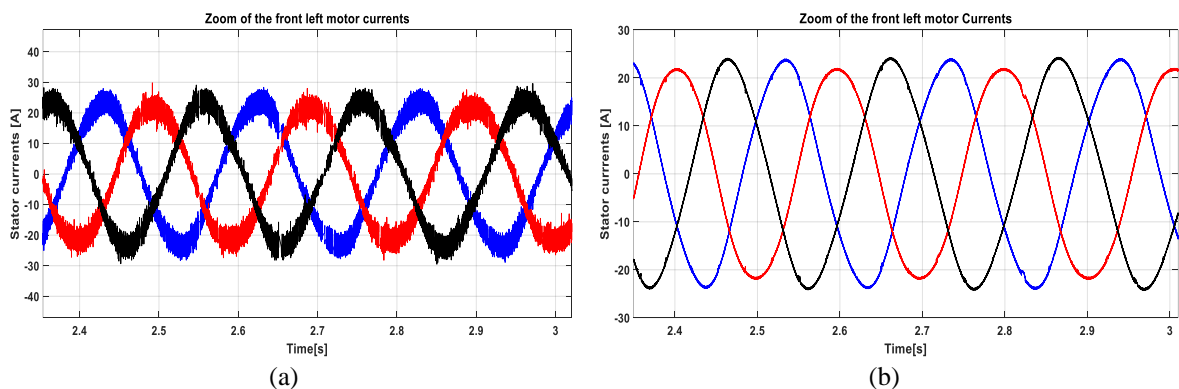 Zoom of the front left motor currents
Stator currrents [A]
40
30
20
10
0
-10
-20
-30
-40
2.4 2.5 2.6 2.7 2.8 2.9 3
Time[s]
(a)
Zoom of the front left motor Currents
Stator currrents [A]
30
20
10
0
-10
-20
-30
2.4 2.5 2.6 2.7 2.8 2.9 3
Time[s]
(b)